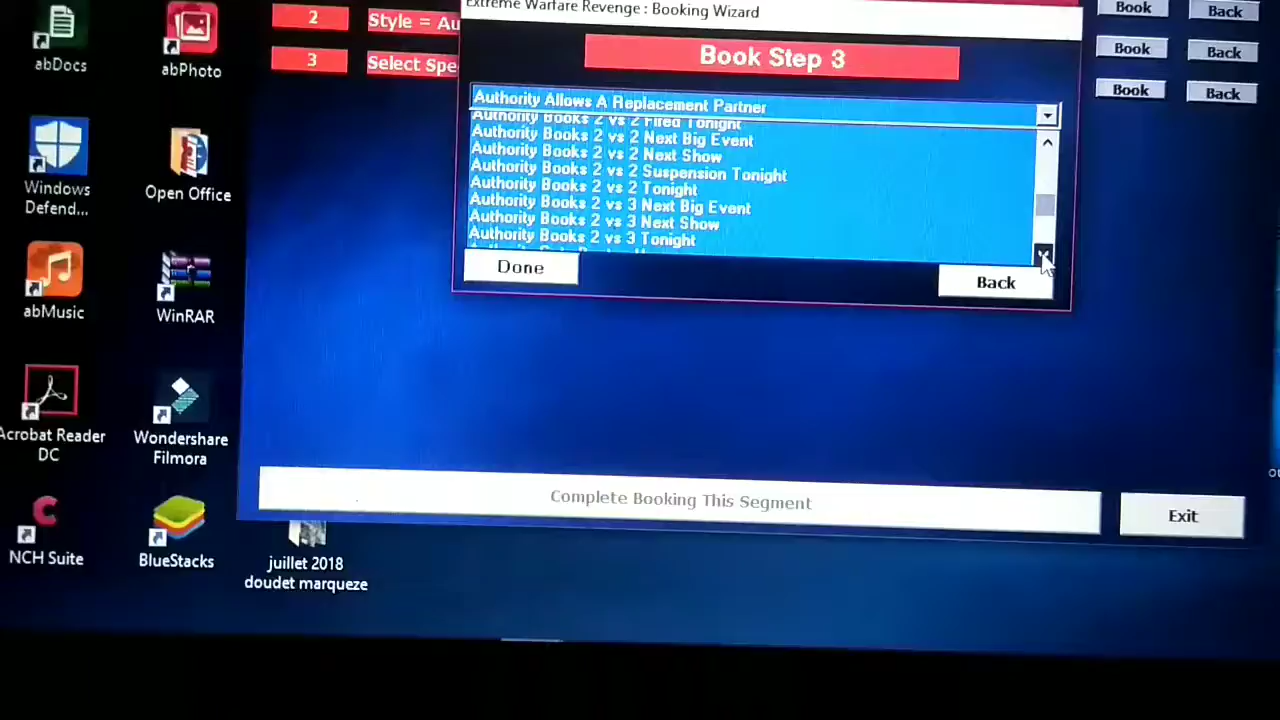 Extreme Warfare Revenge : Booking Wizard
Book Step 3
2
Style = Au
3
Select Spe
Authority Allows A Replacement Partner
Authority Books 2 vs 2 Fired Tonight
Authority Books 2 vs 2 Next Big Event
Authority Books 2 vs 2 Next Show
Authority Books 2 vs 2 Suspension Tonight
Authority Books 2 vs 2 Tonight
Authority Books 2 vs 3 Next Big Event
Authority Books 2 vs 3 Next Show
Authority Books 2 vs 3 Tonight
Done
Back
Book
Back
Book
Back
Book
Back
Complete Booking This Segment
Exit
abDocs
abPhoto
Windows
Defend...
Open Office
abMusic
WinRAR
Acrobat Reader
DC
Wondershare
Filmora
NCH Suite
BlueStacks
juillet 2018
doudet marqueze